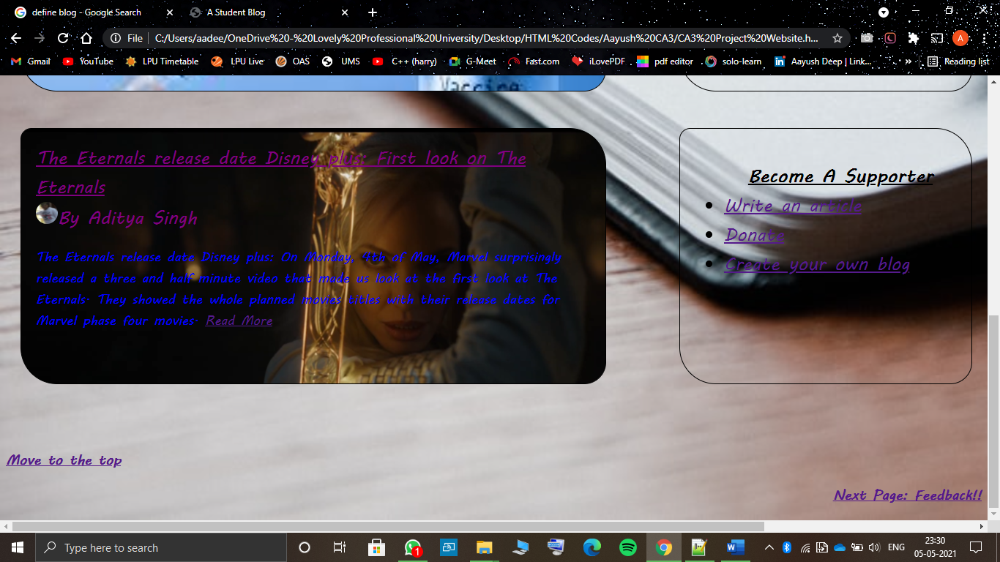 define blog - Google Search
A Student Blog
File
C:/Users/aadee/OneDrive%20-%20Lovely%20Professional%20University/Desktop/HTML%20Codes/Aayush%20CA3/CA3%20Project%20Website.h...
A
Gmail
YouTube
LPU Timetable
LPU Live
OAS
UMS
C++ (harry)
G-Meet
Fast.com
iLovePDF
pdf editor
solo-learn
Aayush Deep | Link...
»
Reading list
Vaccine
The Eternals release date Disney plus: First look on The
Eternals
By Aditya Singh
The Eternals release date Disney plus: On Monday, 4th of May, Marvel surprisingly
released a three and half minute video that made us look at the first look at The
Eternals. They showed the whole planned movies titles with their release dates for
Marvel phase four movies. Read More
Become A Supporter
Write an article
Donate
Create your own blog
Move to the top
Next Page: Feedback!!
Type here to search
1
ENG
23:30
05-05-2021